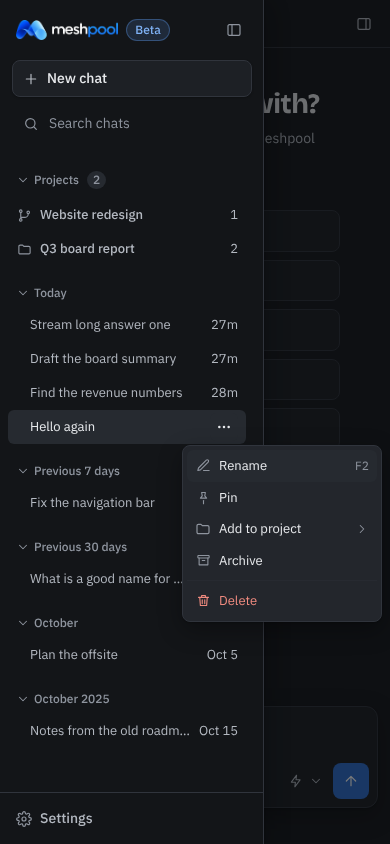 meshpool Beta
New chat
Search chats
with?
meshpool
Projects 2
Website redesign 1
Q3 board report 2
Today
Stream long answer one 27m
Draft the board summary 27m
Find the revenue numbers 28m
Hello again ...
Previous 7 days
Fix the navigation bar
Previous 30 days
What is a good name for ...
October
Plan the offsite Oct 5
October 2025
Notes from the old roadm... Oct 15
Settings
Rename F2
Pin
Add to project
Archive
Delete